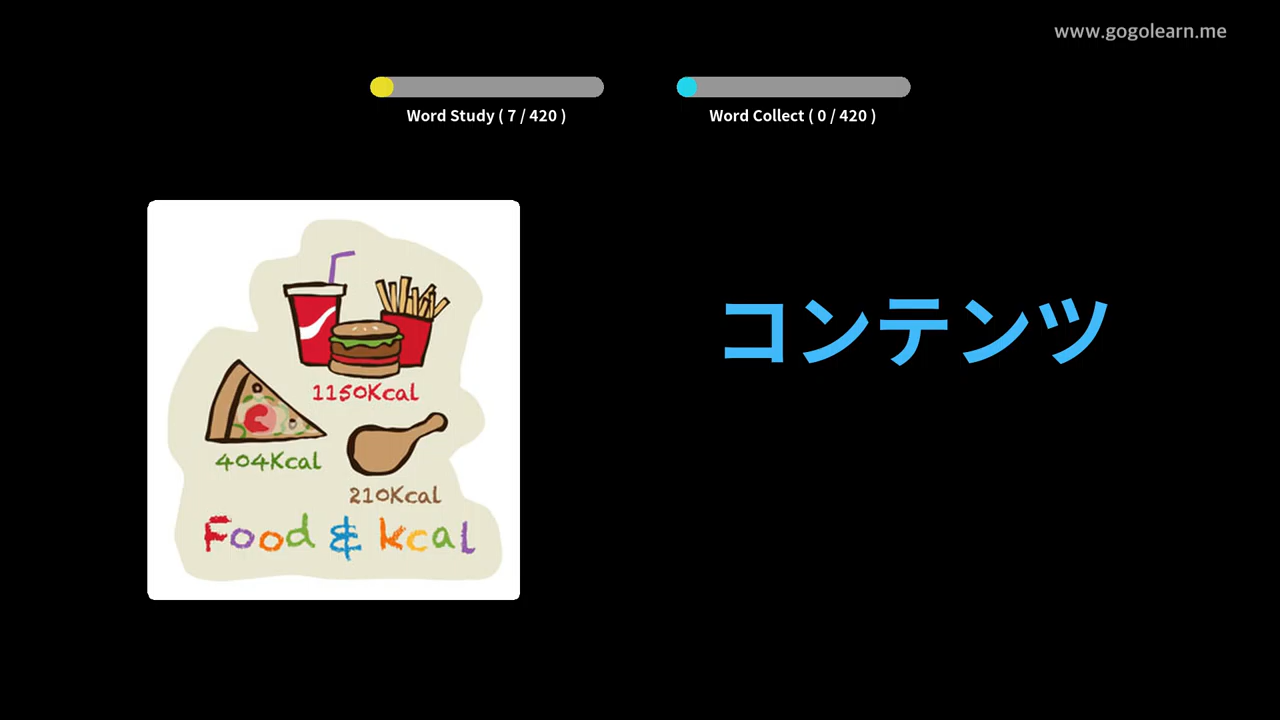 www.gogolearn.me
Word Study ( 7 / 420 )
Word Collect ( 0 / 420 )
コンテンツ
1150Kcal
404Kcal
210Kcal
Food & kcal